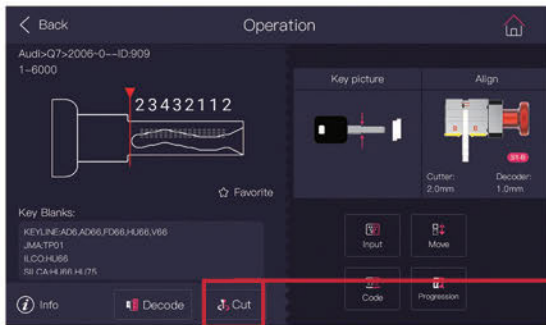 Back
Operation
Audi>Q7>2006-0--ID:909
1-6000
23432112
Favorite
Key Blanks:
KEYLINE:AD6,AD66,FD66,HU66,V66
JMA:TP01
ILCO:HU66
SILCA:HU66,HU75
Info
Decode
Cut
Key picture
Align
S1-B
Cutter:
2.0mm
Decoder:
1.0mm
Input
Move
Code
Progression